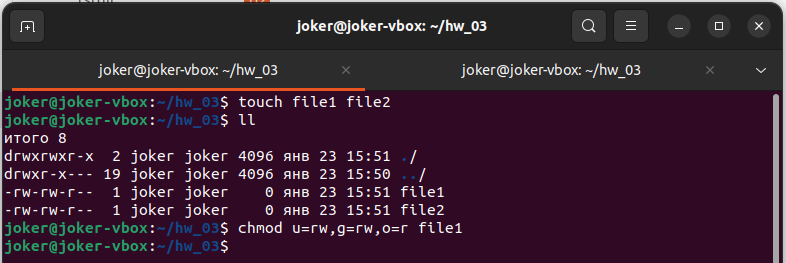 joker@joker-vbox: ~/hw_03
joker@joker-vbox: ~/hw_03 × joker@joker-vbox: ~/hw_03 ×
joker@joker-vbox:~/hw_03$ touch file1 file2
joker@joker-vbox:~/hw_03$ ll
итого 8
drwxrwxr-x  2 joker joker 4096 янв 23 15:51 ./
drwxr-x--- 19 joker joker 4096 янв 23 15:50 ../
-rw-rw-r--  1 joker joker    0 янв 23 15:51 file1
-rw-rw-r--  1 joker joker    0 янв 23 15:51 file2
joker@joker-vbox:~/hw_03$ chmod u=rw,g=rw,o=r file1
joker@joker-vbox:~/hw_03$